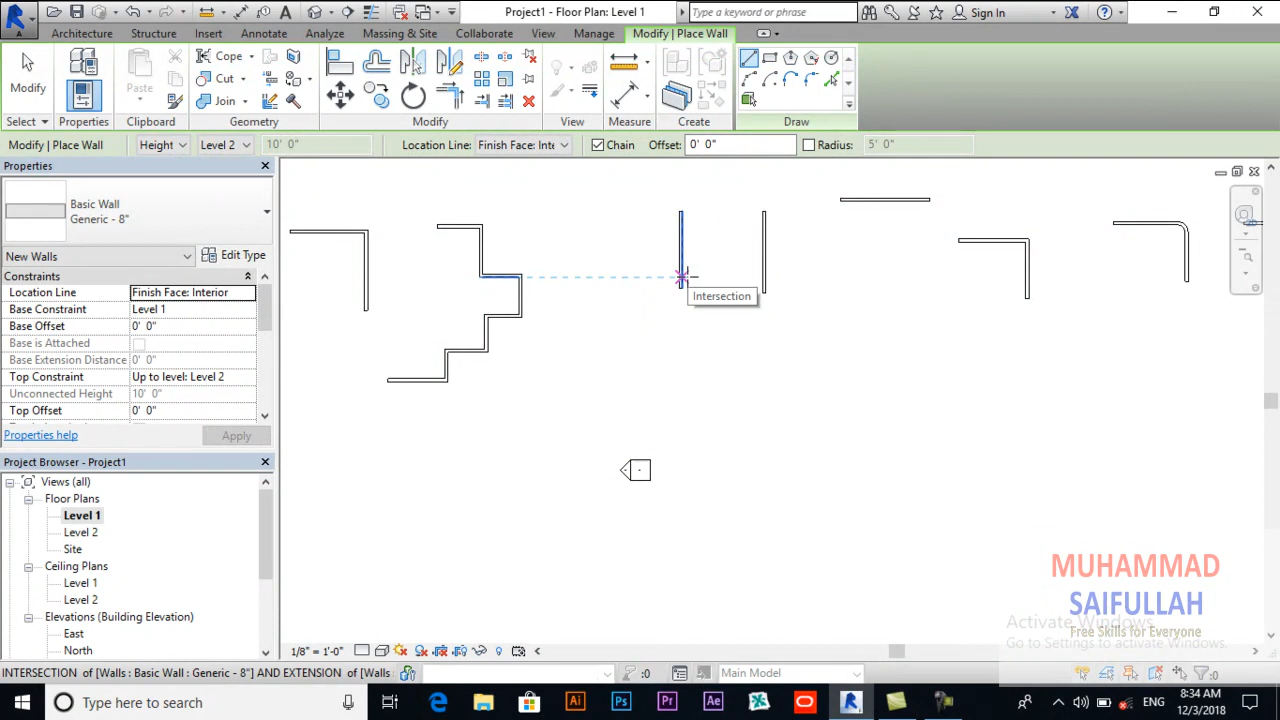 Project1 - Floor Plan: Level 1
Type a keyword or phrase
Sign In
Architecture
Structure
Insert
Annotate
Analyze
Massing & Site
Collaborate
View
Manage
Modify | Place Wall
Modify
Paste
Cope
Cut
Join
Select
Properties
Clipboard
Geometry
Modify
View
Measure
Create
Draw
Modify | Place Wall
Height
Level 2
10' 0"
Location Line:
Finish Face: Inte
Chain
Offset:
0' 0"
Radius:
5' 0"
Properties
Basic Wall
Generic - 8"
New Walls
Edit Type
Constraints
Location Line
Finish Face: Interior
Base Constraint
Level 1
Base Offset
0' 0"
Base is Attached
Base Extension Distance
0' 0"
Top Constraint
Up to level: Level 2
Unconnected Height
10' 0"
Top Offset
0' 0"
Properties help
Apply
Project Browser - Project1
Views (all)
Floor Plans
Level 1
Level 2
Site
Ceiling Plans
Level 1
Level 2
Elevations (Building Elevation)
East
North
Intersection
MUHAMMAD
SAIFULLAH
Free Skills for Everyone
Activate Windows
Go to Settings to activate Windows.
1/8" = 1'-0"
INTERSECTION of [Walls : Basic Wall : Generic - 8"] AND EXTENSION of [Walls
:0
Main Model
:0
Type here to search
ENG
8:34 AM
12/3/2018